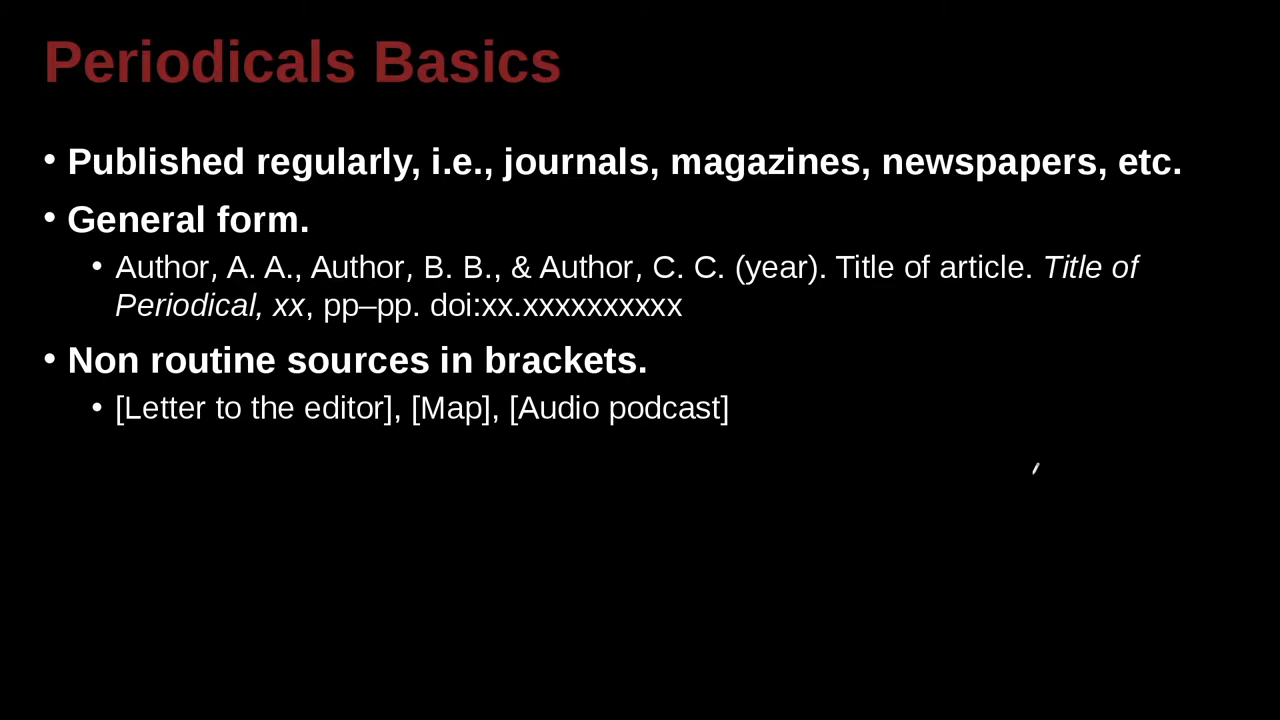 Periodicals Basics
• Published regularly, i.e., journals, magazines, newspapers, etc.
• General form.
• Author, A. A., Author, B. B., & Author, C. C. (year). Title of article. Title of
Periodical, xx, pp–pp. doi:xx.xxxxxxxxxx
• Non routine sources in brackets.
• [Letter to the editor], [Map], [Audio podcast]